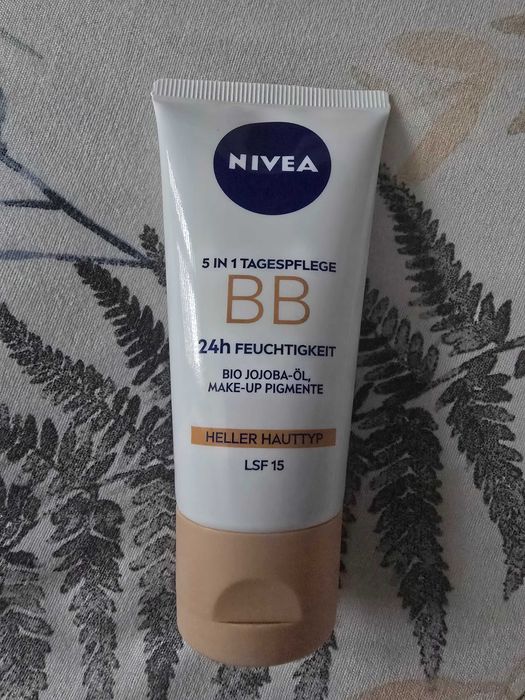 NIVEA
5 IN 1 TAGESPFLEGE
BB
24h FEUCHTIGKEIT
BIO JOJOBA-ÖL,
MAKE-UP PIGMENTE
HELLER HAUTTYP
LSF 15